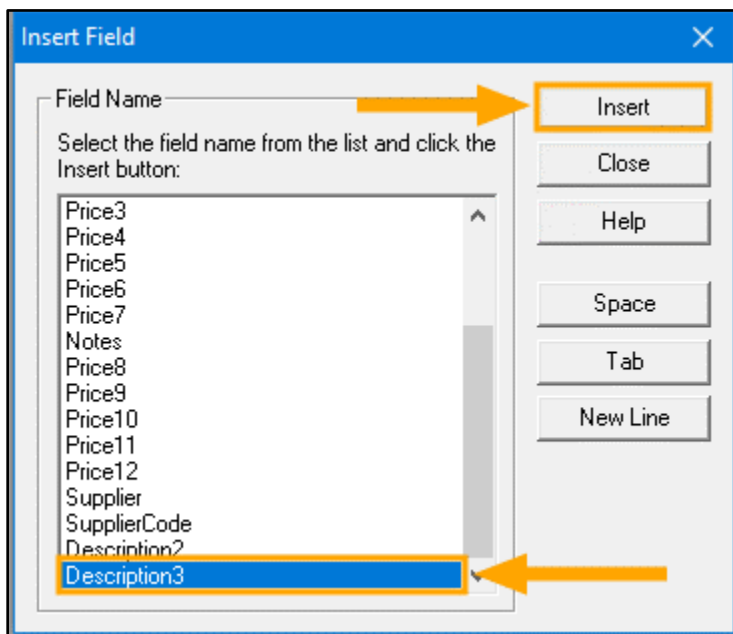 Insert Field
Field Name
Select the field name from the list and click the
Insert button:
Price3
Price4
Price5
Price6
Price7
Notes
Price8
Price9
Price10
Price11
Price12
Supplier
SupplierCode
Description2
Description3
Insert
Close
Help
Space
Tab
New Line